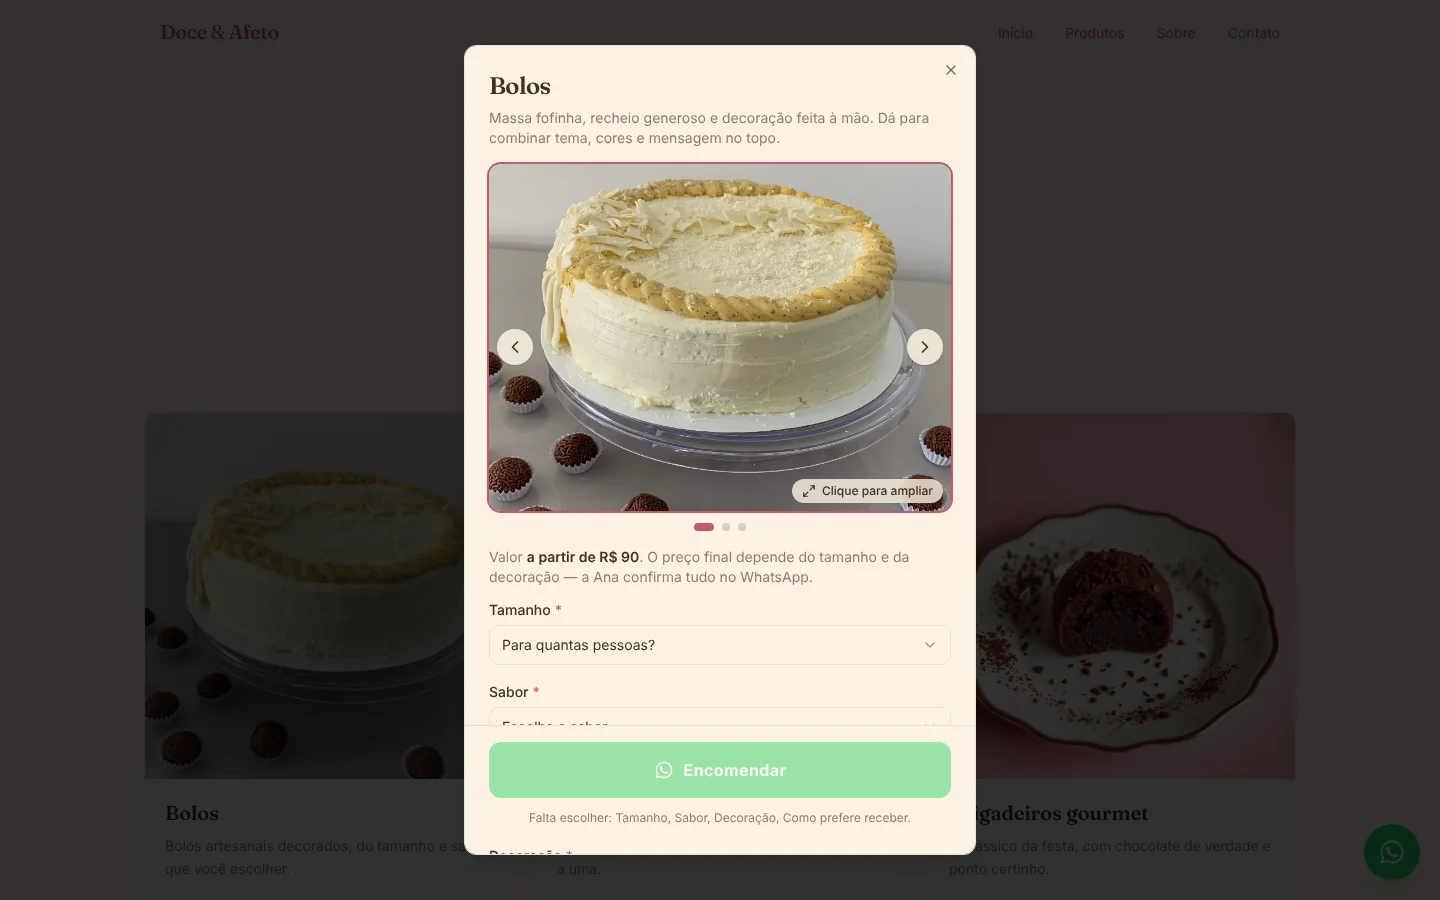 Doce & Afeto
Início
Produtos
Sobre
Contato
Bolos
Massa fofinha, recheio generoso e decoração feita à mão. Dá para
combinar tema, cores e mensagem no topo.
Clique para ampliar
Valor a partir de R$ 90. O preço final depende do tamanho e da
decoração — a Ana confirma tudo no WhatsApp.
Tamanho *
Para quantas pessoas?
Sabor *
Escolha o sabor
Encomendar
Falta escolher: Tamanho, Sabor, Decoração, Como prefere receber.
Decoração *
Bolos
Bolos artesanais decorados, do tamanho e sa
que você escolher.
a uma.
igadeiros gourmet
ássico da festa, com chocolate de verdade e
ponto certinho.